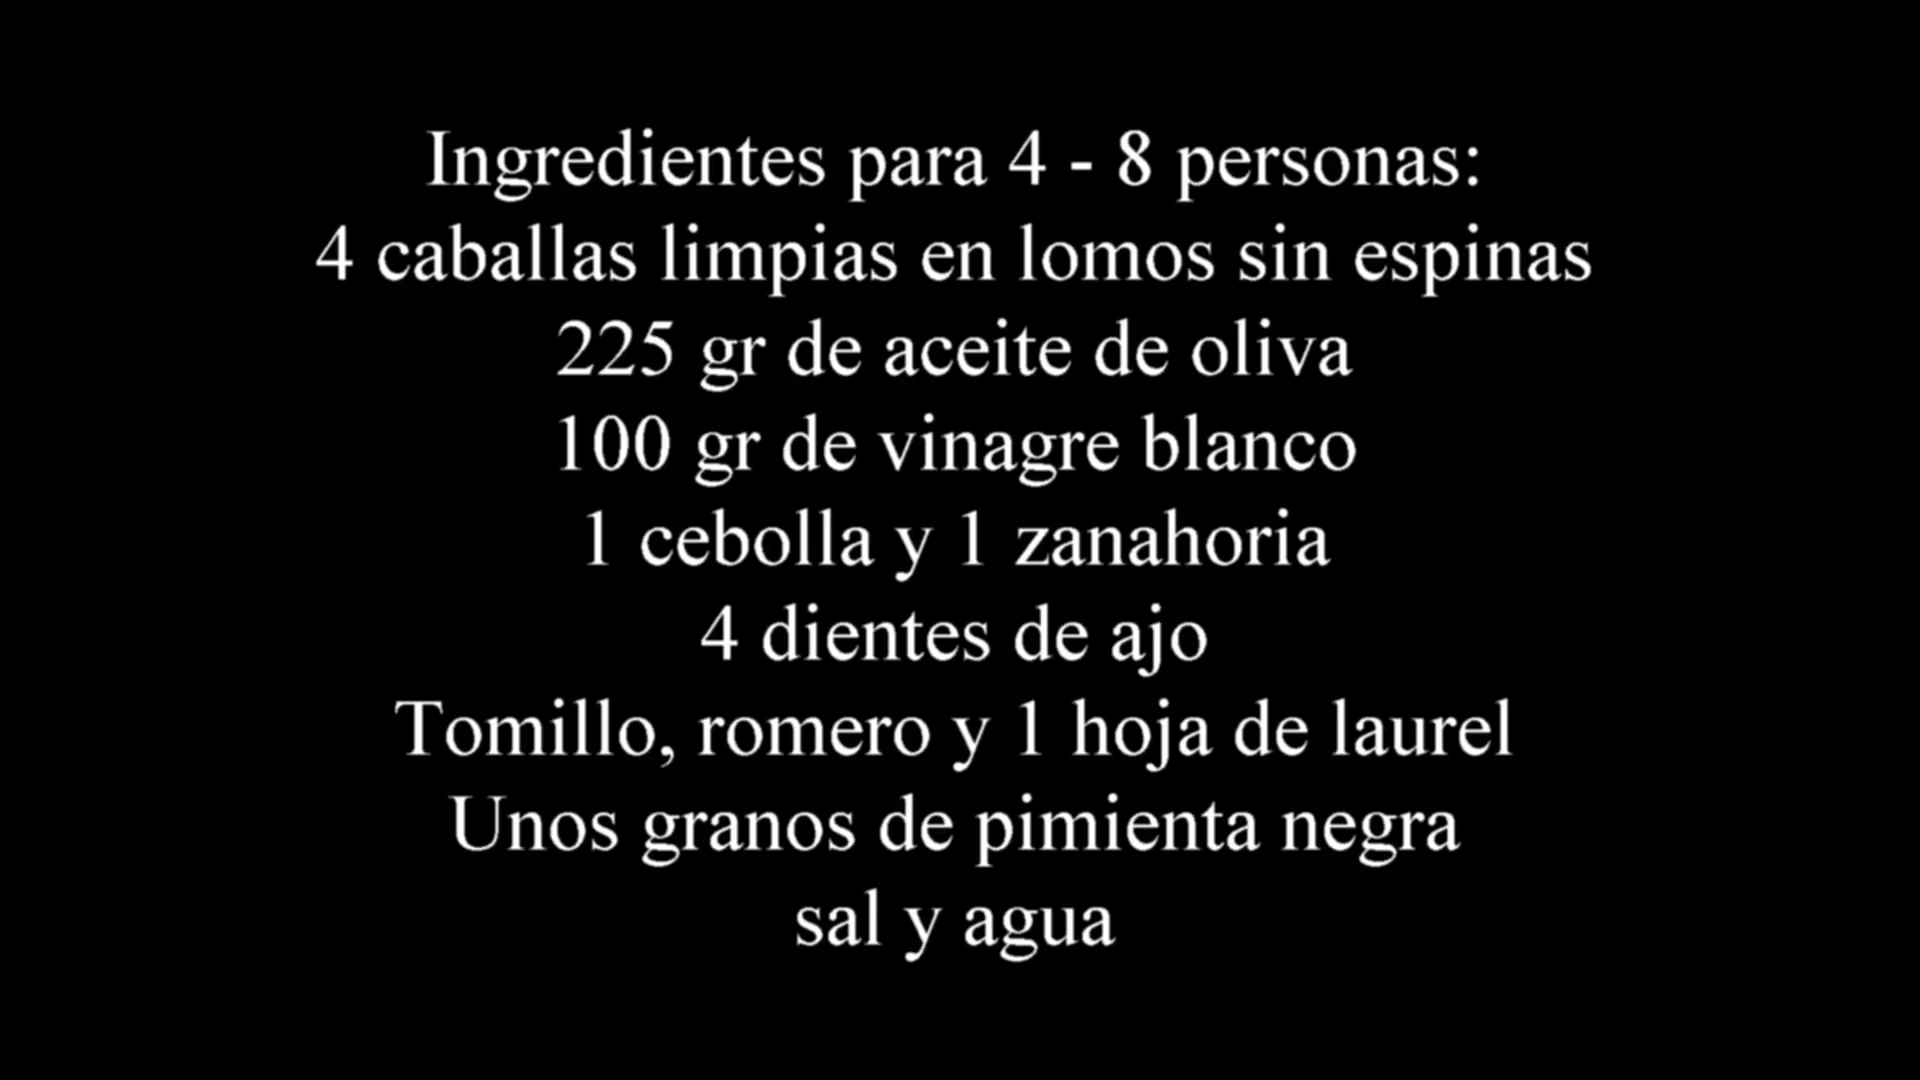 Ingredientes para 4 - 8 personas:
4 caballas limpias en lomos sin espinas
225 gr de aceite de oliva
100 gr de vinagre blanco
1 cebolla y 1 zanahoria
4 dientes de ajo
Tomillo, romero y 1 hoja de laurel
Unos granos de pimienta negra
sal y agua